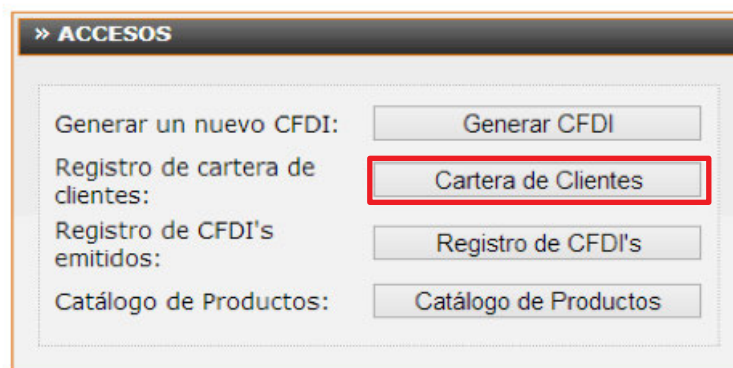 » ACCESOS
Generar un nuevo CFDI: Generar CFDI
Registro de cartera de
clientes: Cartera de Clientes
Registro de CFDI's
emitidos: Registro de CFDI's
Catálogo de Productos: Catálogo de Productos